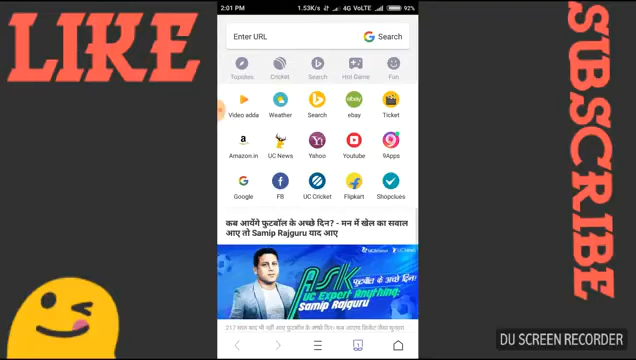 LIKE
SUBSCRIBE
2:01 PM 1.53K/s 4G VoLTE 92%
Enter URL
Search
Topsites Cricket Search Hot Game Fun
Video adda Weather Search ebay Ticket
Amazon.in UC News Yahoo Youtube 9Apps
Google FB UC Cricket Flipkart Shopclues
कब आयेंगे फुटबॉल के अच्छे दिन? - मन में खेल का सवाल
आए तो Samip Rajguru याद आए
ASK
फुटबॉल के अच्छे दिन!
UC Expert Anything:
Samip Rajguru
DU SCREEN RECORDER